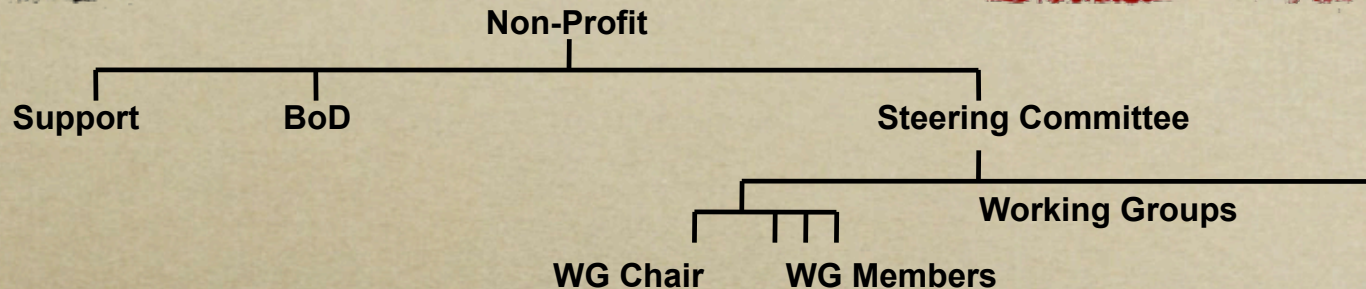 Non-Profit
Support BoD Steering Committee
Working Groups
WG Chair WG Members